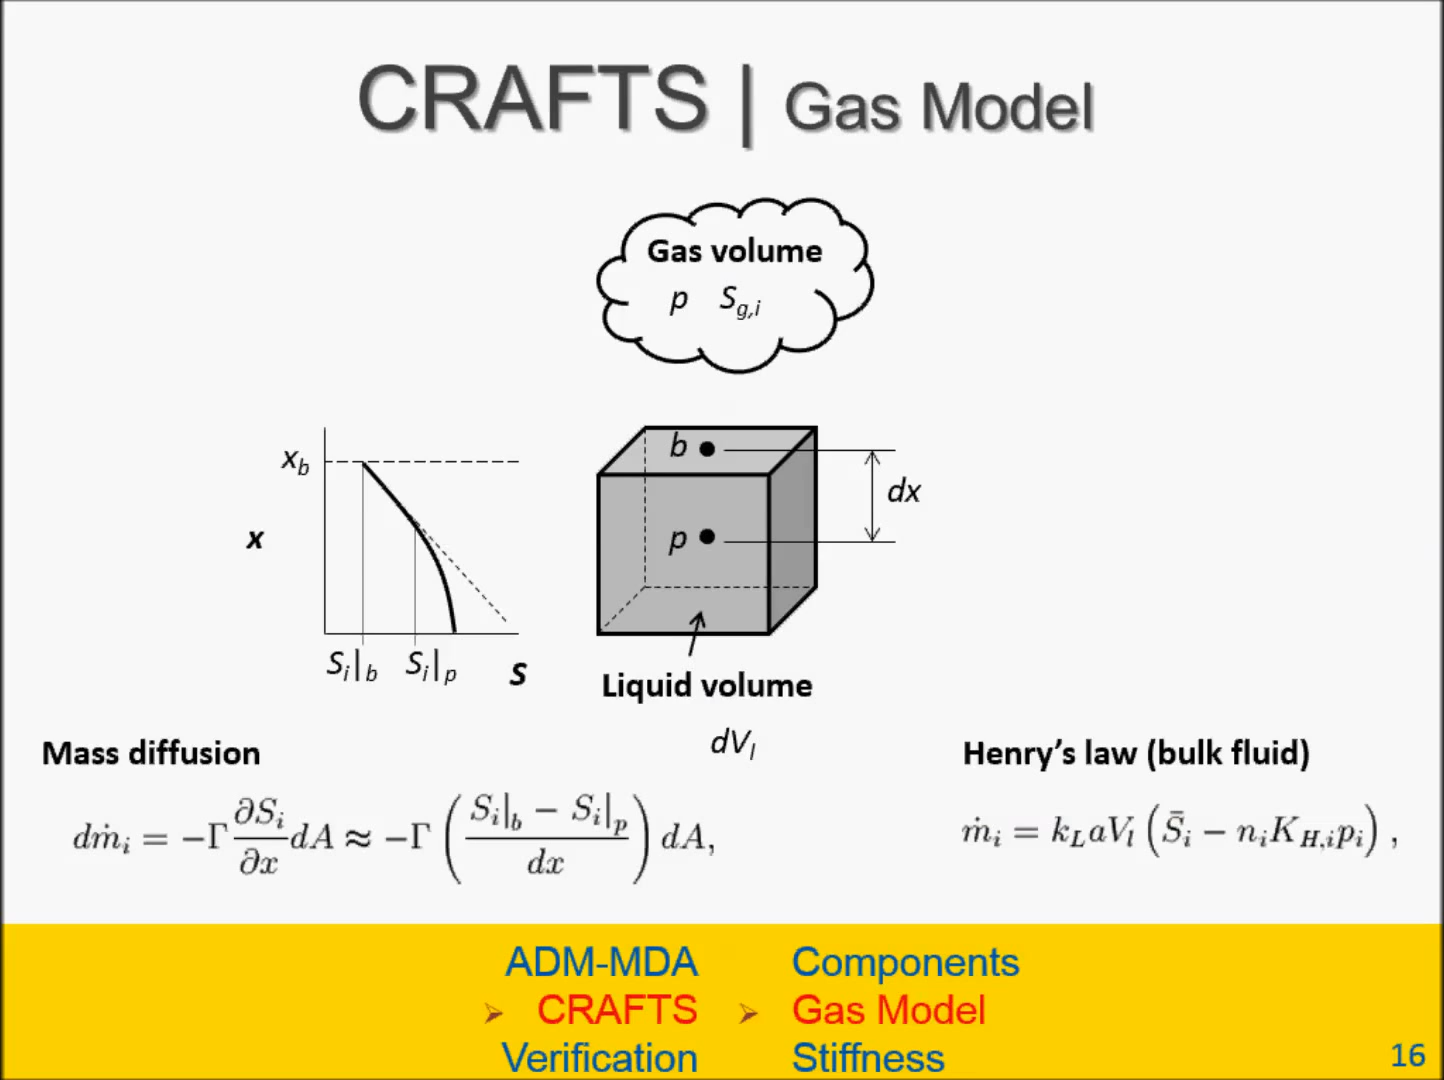 CRAFTS | Gas Model
Gas volume
p S_{g,i}
x_b
x
S_i|_b S_i|_p S
b
p
dx
Liquid volume
dV_l
Mass diffusion
dṁ_i = −Γ ∂S_i/∂x dA ≈ −Γ ( (S_i|_b − S_i|_p) / dx ) dA,
Henry’s law (bulk fluid)
ṁ_i = k_L a V_l ( S̄_i − n_i K_{H,i} p_i ) ,
ADM-MDA Components
➢ CRAFTS ➢ Gas Model
Verification Stiffness
16